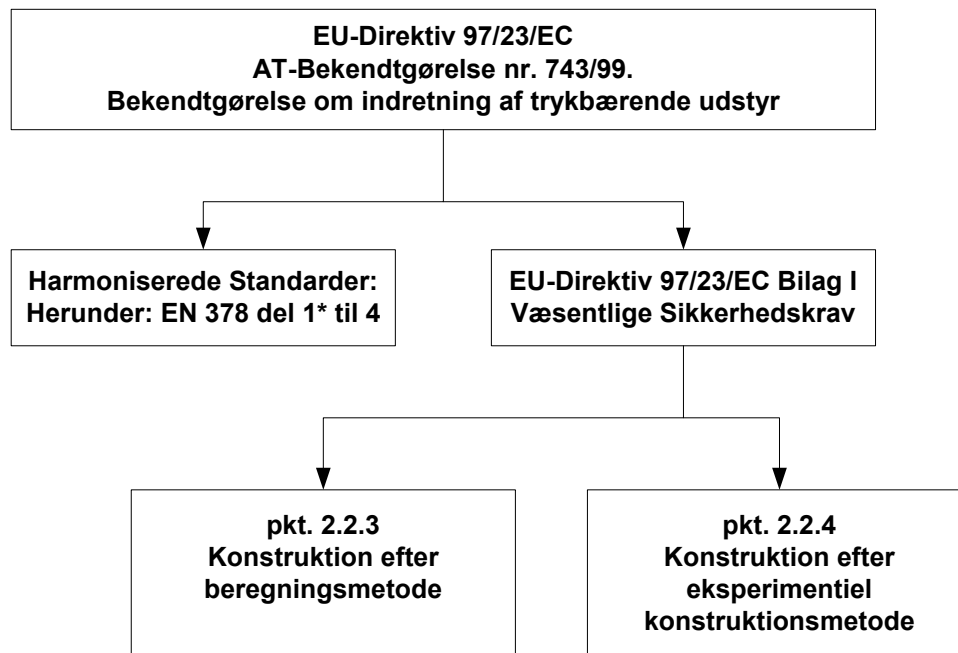 EU-Direktiv 97/23/EC
AT-Bekendtgørelse nr. 743/99.
Bekendtgørelse om indretning af trykbærende udstyr
Harmoniserede Standarder:
Herunder: EN 378 del 1* til 4
EU-Direktiv 97/23/EC Bilag I
Væsentlige Sikkerhedskrav
pkt. 2.2.3
Konstruktion efter
beregningsmetode
pkt. 2.2.4
Konstruktion efter
eksperimentiel
konstruktionsmetode